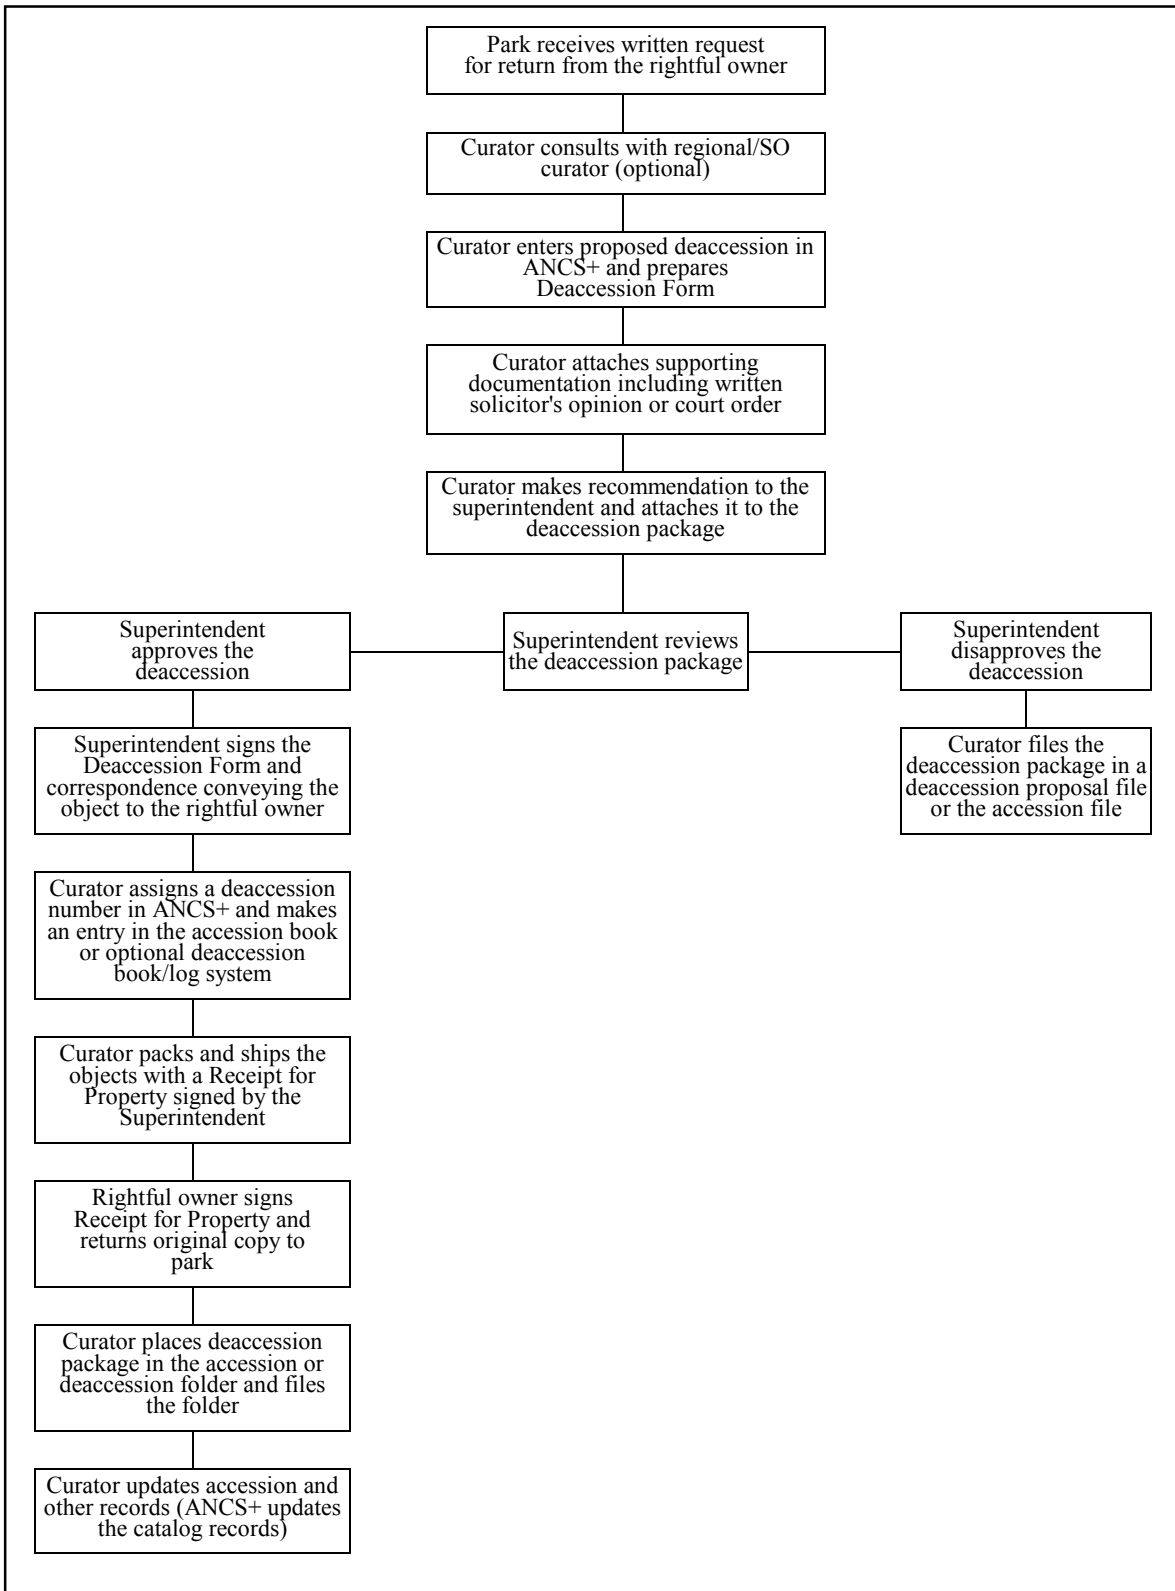 Park receives written request
for return from the rightful owner
Curator consults with regional/SO
curator (optional)
Curator enters proposed deaccession in
ANCS+ and prepares
Deaccession Form
Curator attaches supporting
documentation including written
solicitor's opinion or court order
Curator makes recommendation to the
superintendent and attaches it to the
deaccession package
Superintendent reviews
the deaccession package
Superintendent
approves the
deaccession
Superintendent signs the
Deaccession Form and
correspondence conveying the
object to the rightful owner
Curator assigns a deaccession
number in ANCS+ and makes
an entry in the accession book
or optional deaccession
book/log system
Curator packs and ships the
objects with a Receipt for
Property signed by the
Superintendent
Rightful owner signs
Receipt for Property and
returns original copy to
park
Curator places deaccession
package in the accession or
deaccession folder and files
the folder
Curator updates accession and
other records (ANCS+ updates
the catalog records)
Superintendent
disapproves the
deaccession
Curator files the
deaccession package in a
deaccession proposal file
or the accession file